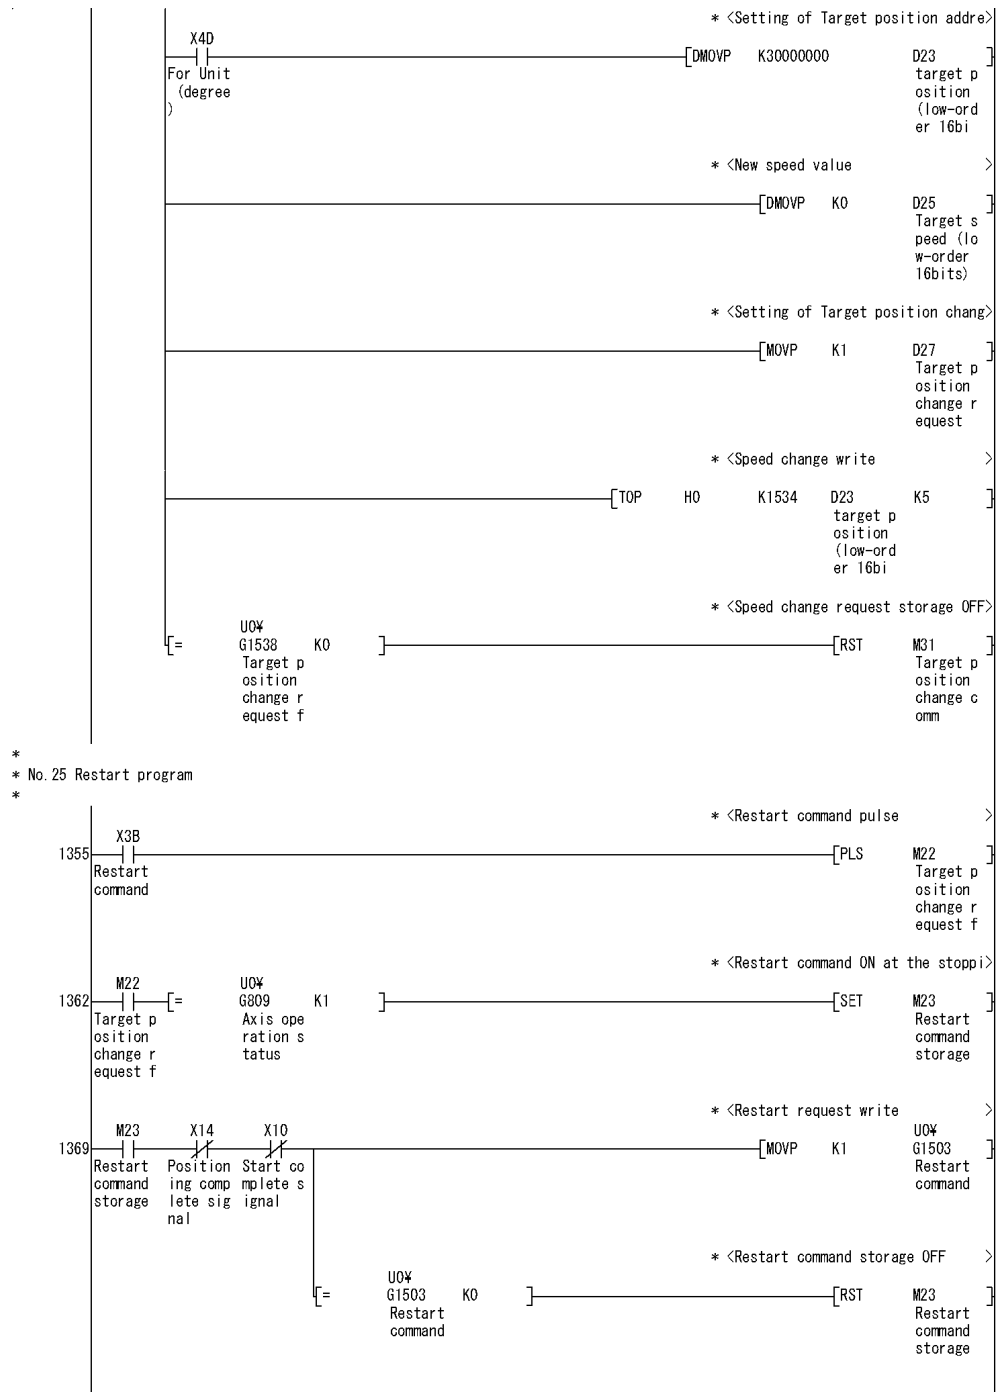 * <Setting of Target position addre>
X4D
[DMOVP K30000000 D23 ]
For Unit
(degree
)
target p
osition
(low-ord
er 16bi
* <New speed value >
[DMOVP K0 D25 ]
Target s
peed (lo
w-order
16bits)
* <Setting of Target position chang>
[MOVP K1 D27 ]
Target p
osition
change r
equest
* <Speed change write >
[TOP H0 K1534 D23 K5 ]
target p
osition
(low-ord
er 16bi
* <Speed change request storage OFF>
U0¥
[= G1538 K0 ] [RST M31 ]
Target p
osition
change r
equest f
Target p
osition
change c
omm
*
* No.25 Restart program
*
* <Restart command pulse >
X3B
1355 [PLS M22 ]
Restart
command
Target p
osition
change r
equest f
* <Restart command ON at the stoppi>
M22 U0¥
1362 [= G809 K1 ] [SET M23 ]
Target p
osition
change r
equest f
Axis ope
ration s
tatus
Restart
command
storage
* <Restart request write >
M23 X14 X10 U0¥
1369 [MOVP K1 G1503 ]
Restart
command
storage
Position
ing comp
lete sig
nal
Start co
mplete s
ignal
Restart
command
* <Restart command storage OFF >
U0¥
[= G1503 K0 ] [RST M23 ]
Restart
command
Restart
command
storage